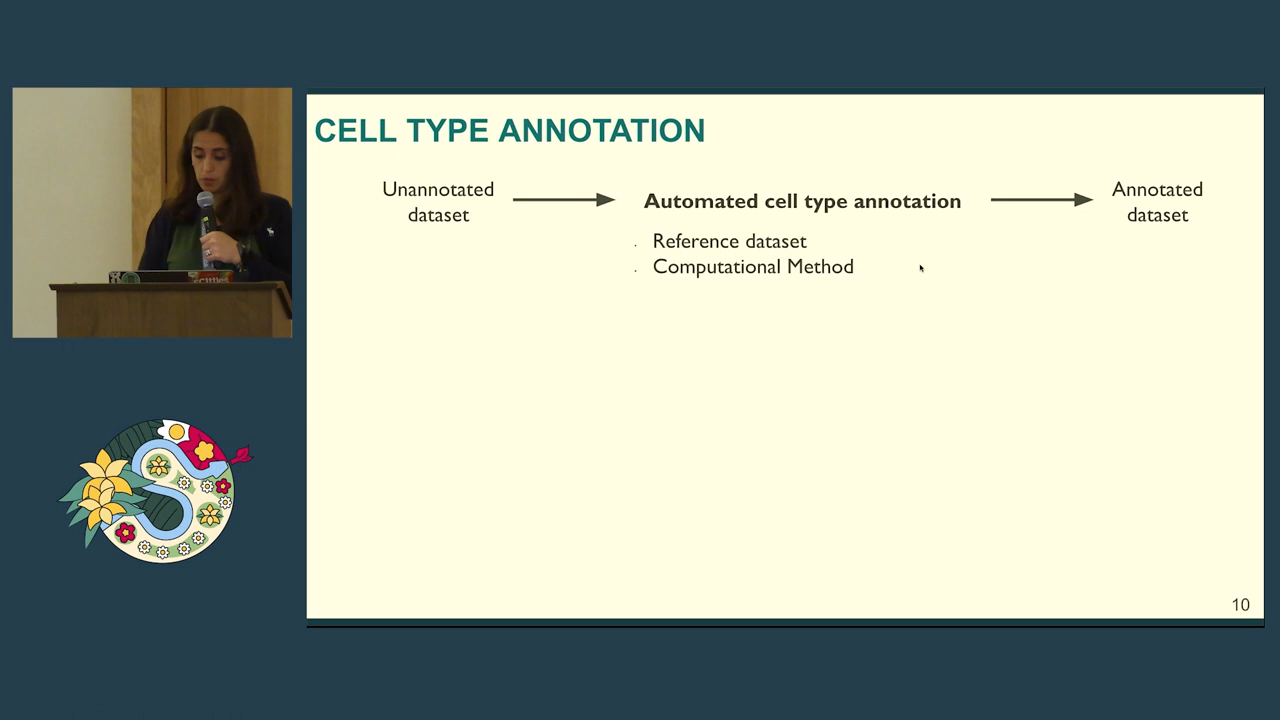 CELL TYPE ANNOTATION
Unannotated
dataset
Automated cell type annotation
Annotated
dataset
Reference dataset
Computational Method
10